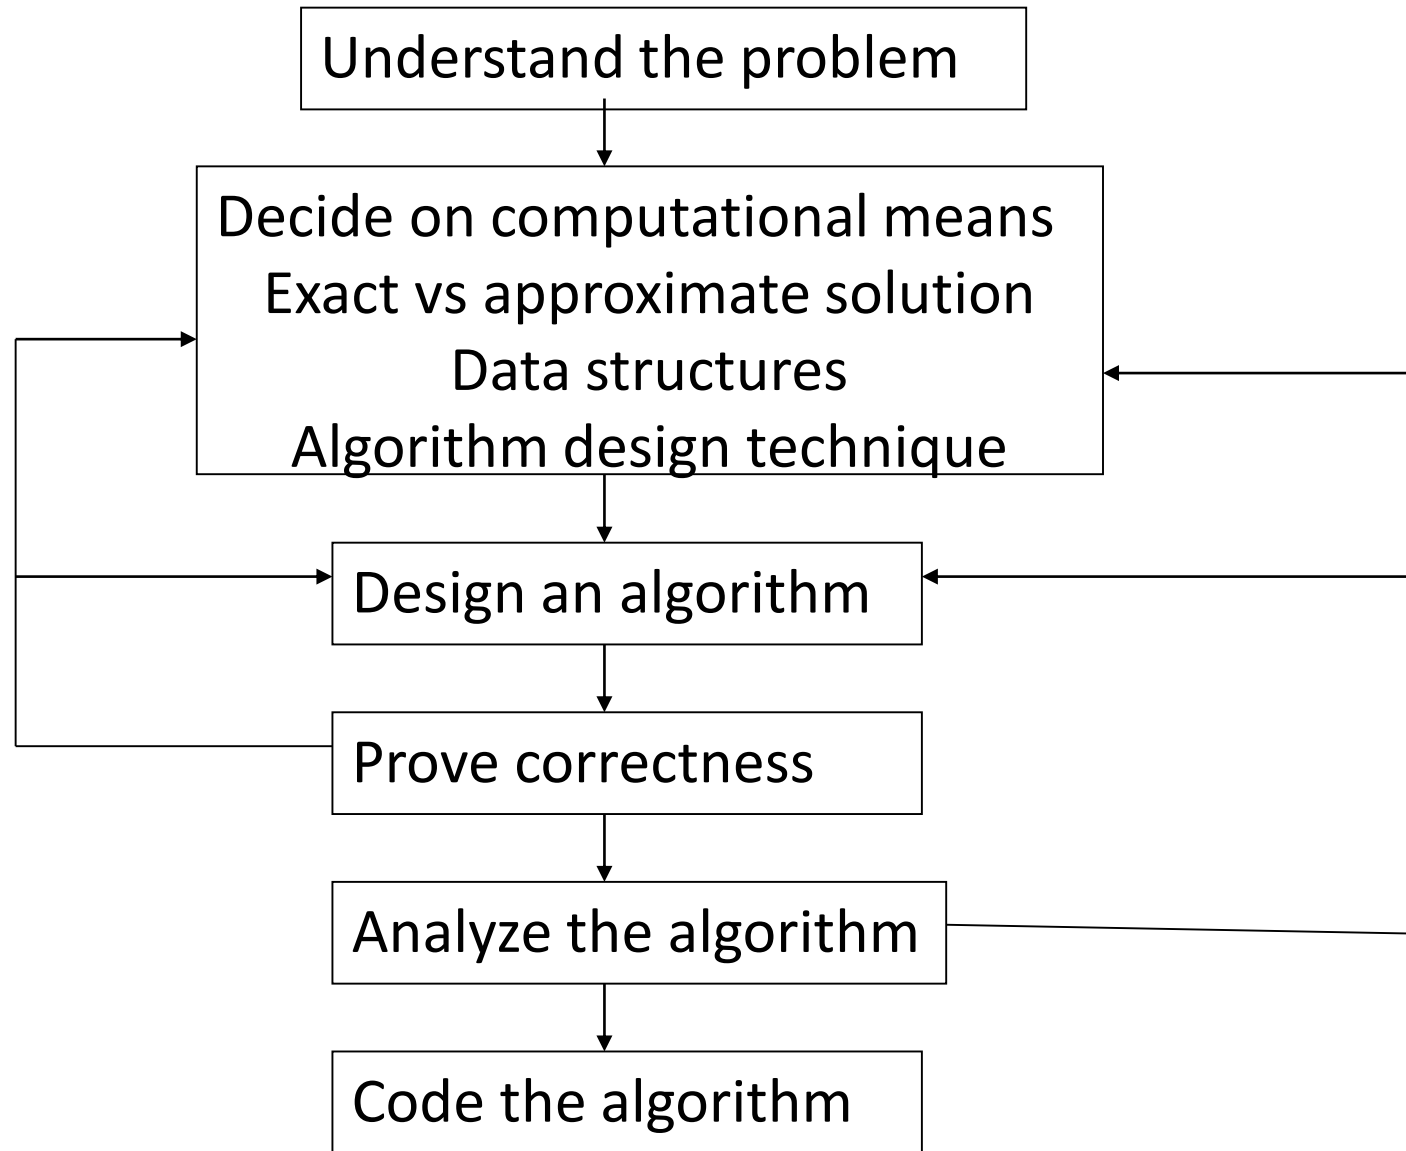 Understand the problem
Decide on computational means
Exact vs approximate solution
Data structures
Algorithm design technique
Design an algorithm
Prove correctness
Analyze the algorithm
Code the algorithm